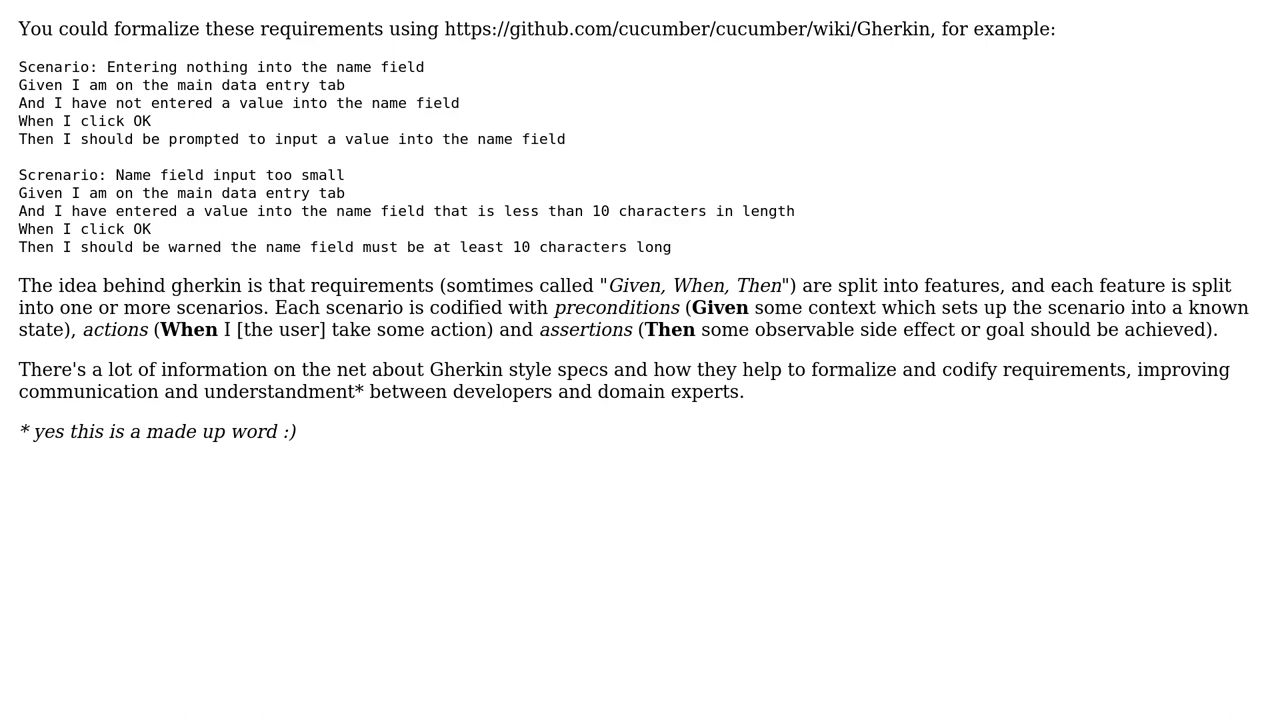 You could formalize these requirements using https://github.com/cucumber/cucumber/wiki/Gherkin, for example:
Scenario: Entering nothing into the name field
Given I am on the main data entry tab
And I have not entered a value into the name field
When I click OK
Then I should be prompted to input a value into the name field
Screnario: Name field input too small
Given I am on the main data entry tab
And I have entered a value into the name field that is less than 10 characters in length
When I click OK
Then I should be warned the name field must be at least 10 characters long
The idea behind gherkin is that requirements (somtimes called "Given, When, Then") are split into features, and each feature is split
into one or more scenarios. Each scenario is codified with preconditions (Given some context which sets up the scenario into a known
state), actions (When I [the user] take some action) and assertions (Then some observable side effect or goal should be achieved).
There's a lot of information on the net about Gherkin style specs and how they help to formalize and codify requirements, improving
communication and understandment* between developers and domain experts.
* yes this is a made up word :)